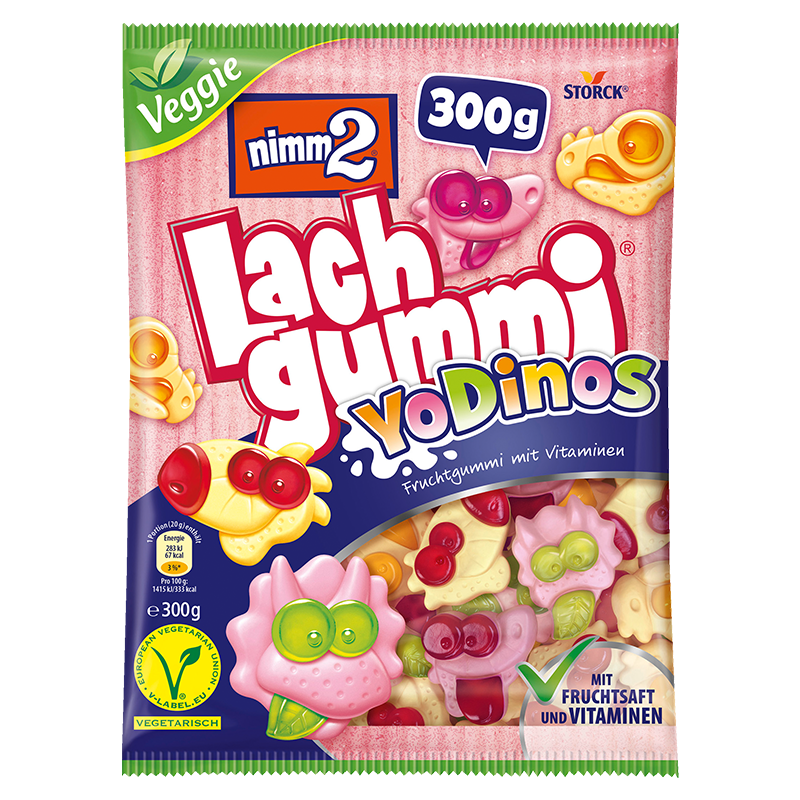 Veggie
nimm2®
300g
STORCK®
Lach
gummi®
YoDinos
Fruchtgummi mit Vitaminen
1 Portion (20g) enthält
Energie
283 kJ
67 kcal
3 %*
Pro 100g:
1415 kJ/333 kcal
℮300g
EUROPEAN VEGETARIAN UNION
V-LABEL.EU
VEGETARISCH
MIT
FRUCHTSAFT
UND VITAMINEN